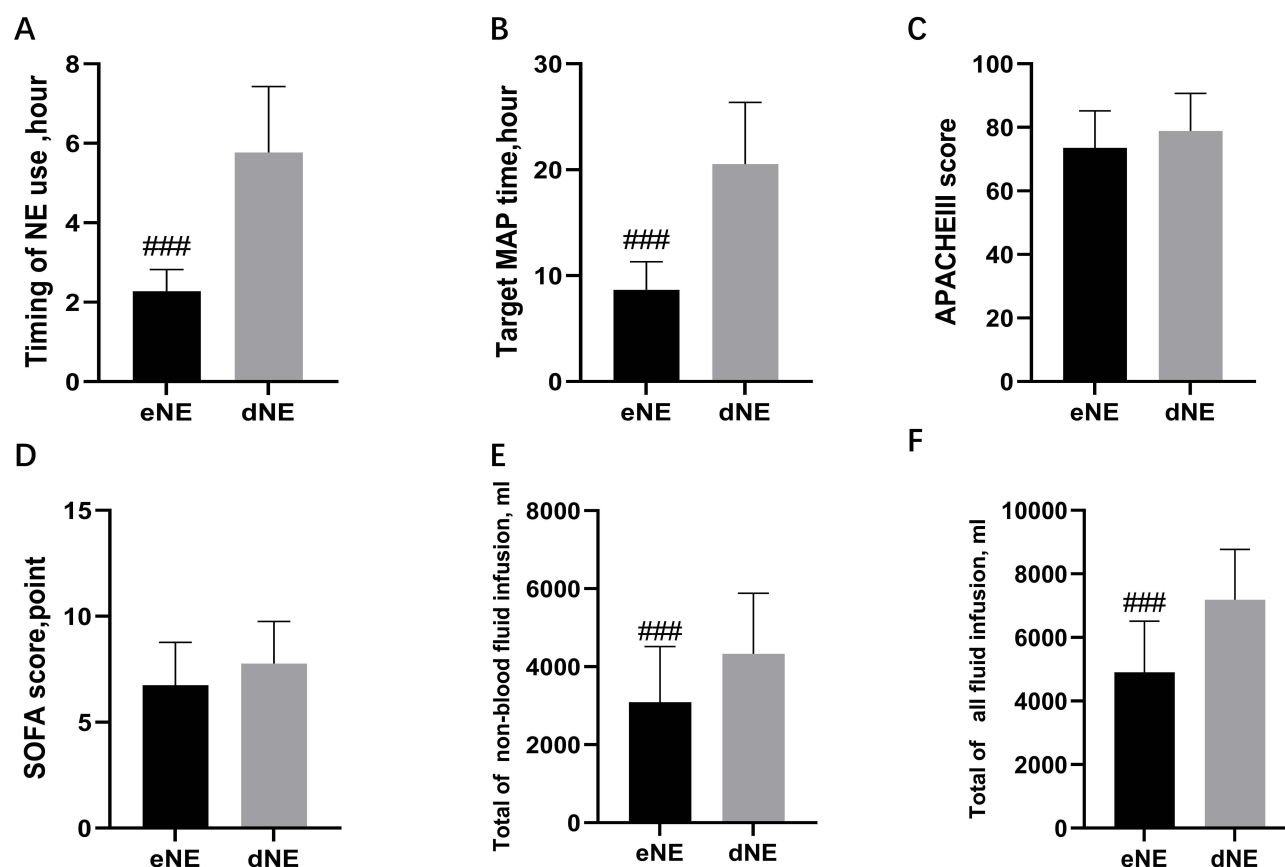 A
Timing of NE use ,hour
8
6
4
2
0
###
eNE
dNE
B
Target MAP time,hour
30
20
10
0
###
eNE
dNE
C
APACHEIII score
100
80
60
40
20
0
eNE
dNE
D
SOFA score,point
15
10
5
0
eNE
dNE
E
Total of non-blood fluid infusion, ml
8000
6000
4000
2000
0
###
eNE
dNE
F
Total of all fluid infusion, ml
10000
8000
6000
4000
2000
0
###
eNE
dNE